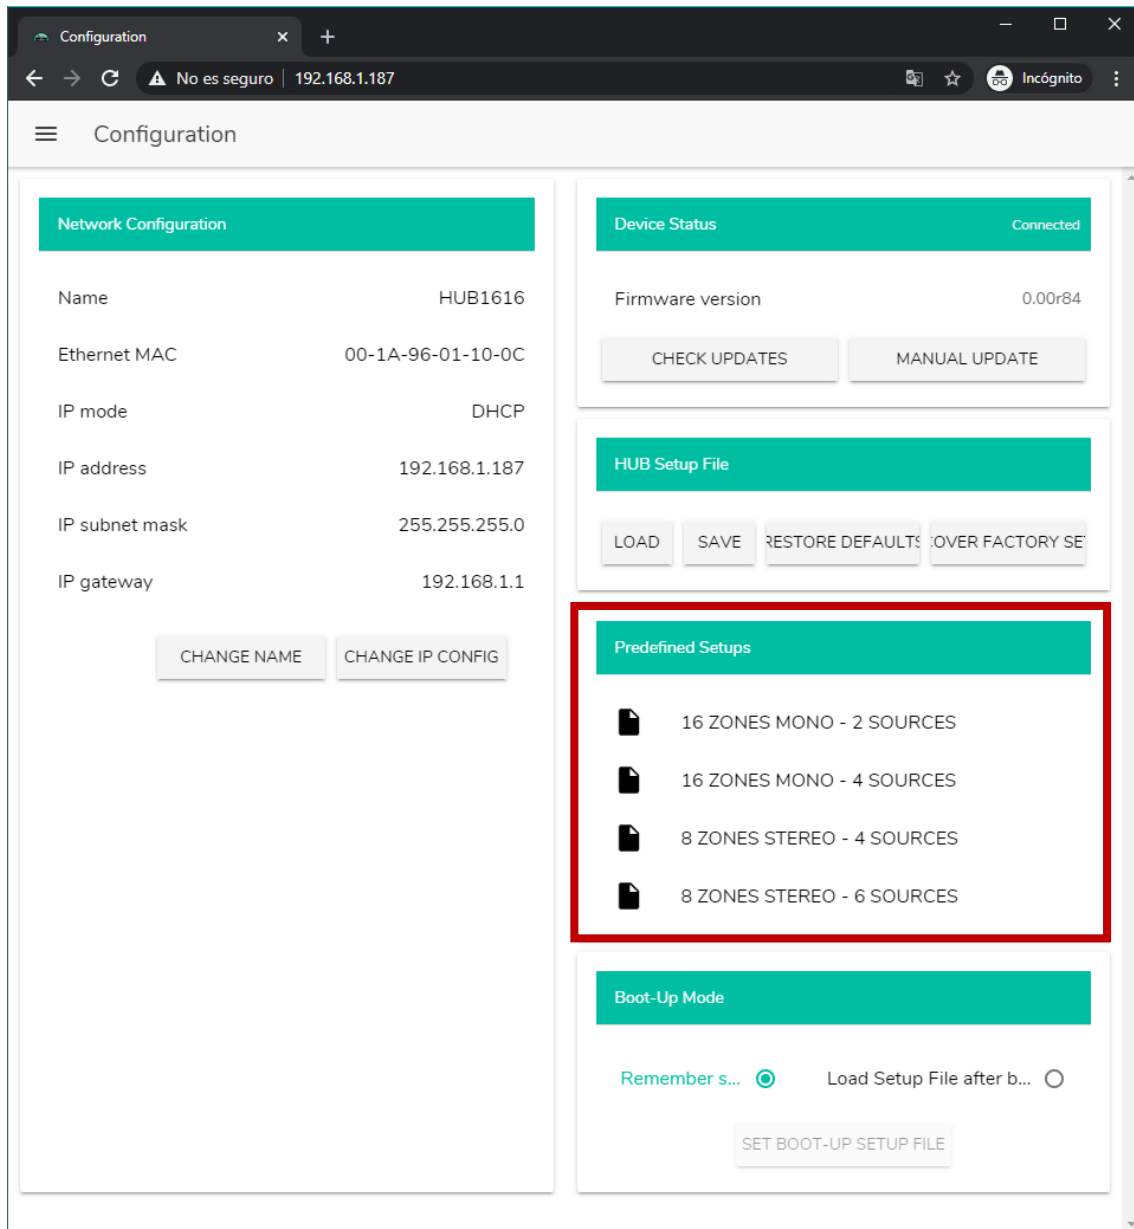 Configuration
No es seguro | 192.168.1.187
Incógnito
Configuration
Network Configuration
Name HUB1616
Ethernet MAC 00-1A-96-01-10-0C
IP mode DHCP
IP address 192.168.1.187
IP subnet mask 255.255.255.0
IP gateway 192.168.1.1
CHANGE NAME CHANGE IP CONFIG
Device Status Connected
Firmware version 0.00r84
CHECK UPDATES MANUAL UPDATE
HUB Setup File
LOAD SAVE RESTORE DEFAULTS COVER FACTORY SE
Predefined Setups
16 ZONES MONO - 2 SOURCES
16 ZONES MONO - 4 SOURCES
8 ZONES STEREO - 4 SOURCES
8 ZONES STEREO - 6 SOURCES
Boot-Up Mode
Remember s... Load Setup File after b...
SET BOOT-UP SETUP FILE